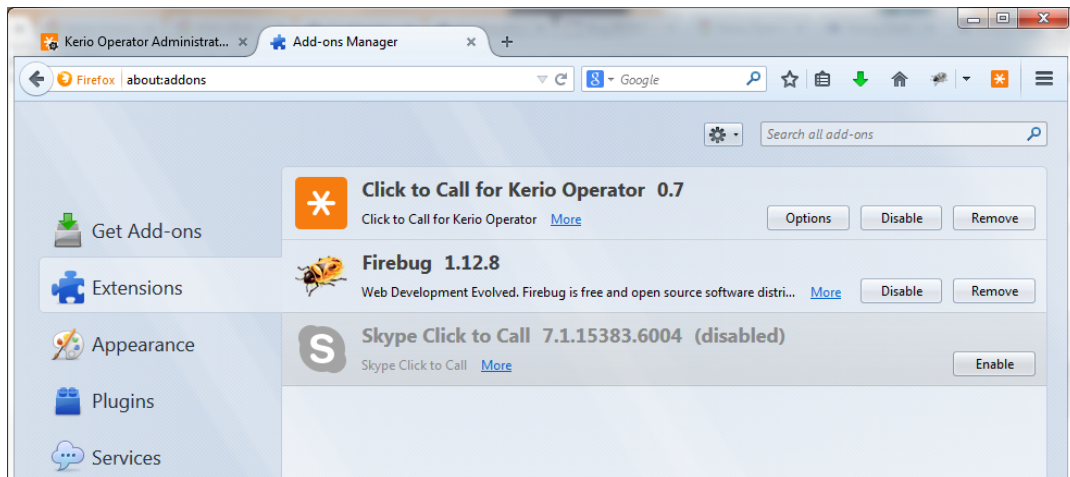 Kerio Operator Administrat...
Add-ons Manager
Firefox about:addons
Google
Search all add-ons
Get Add-ons
Extensions
Appearance
Plugins
Services
Click to Call for Kerio Operator 0.7
Click to Call for Kerio Operator More
Options Disable Remove
Firebug 1.12.8
Web Development Evolved. Firebug is free and open source software distri... More
Disable Remove
Skype Click to Call 7.1.15383.6004 (disabled)
Skype Click to Call More
Enable